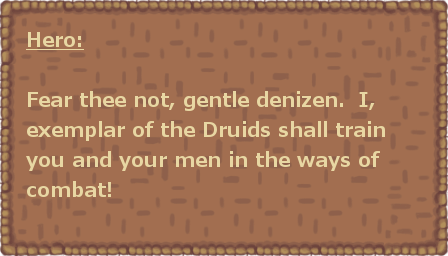 Hero:
Fear thee not, gentle denizen.  I,
exemplar of the Druids shall train
you and your men in the ways of
combat!